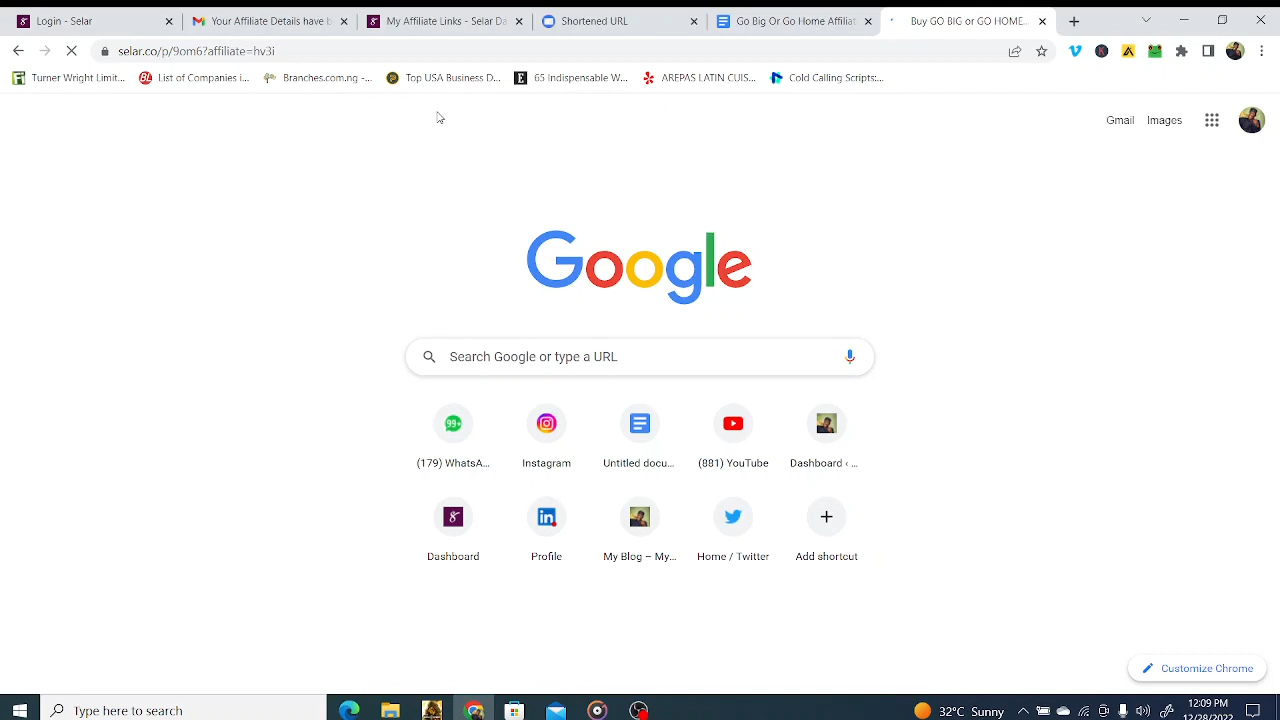 Login - Selar
Your Affiliate Details have b
My Affiliate Links - Selar Da
Shortened URL
Go Big Or Go Home Affiliat
Buy GO BIG or GO HOME...
selar.co/p/9om6?affiliate=hv3i
Turner Wright Limit...
List of Companies i...
Branches.com.ng -...
Top USA Business D...
65 Indispensable W...
AREPAS LATIN CUIS...
Cold Calling Scripts:...
Gmail
Images
Google
Search Google or type a URL
99+
(179) WhatsA...
Instagram
Untitled docu...
(881) YouTube
Dashboard ‹ ...
Dashboard
Profile
My Blog – My...
Home / Twitter
Add shortcut
Customize Chrome
Type here to search
32°C Sunny
12:09 PM
12/28/2022